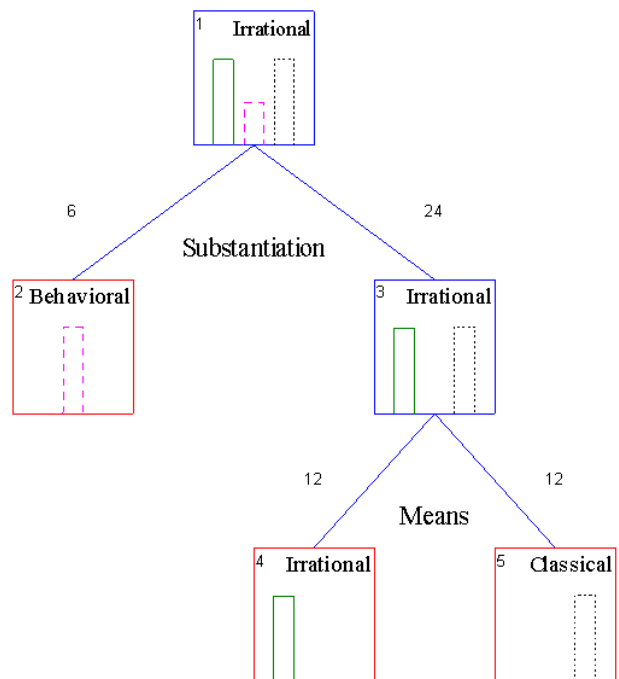 1 Irrational
6 24
Substantiation
2 Behavioral 3 Irrational
12 12
Means
4 Irrational 5 Classical